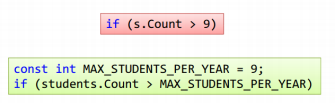 if (s.Count > 9)
const int MAX_STUDENTS_PER_YEAR = 9;
if (students.Count > MAX_STUDENTS_PER_YEAR)